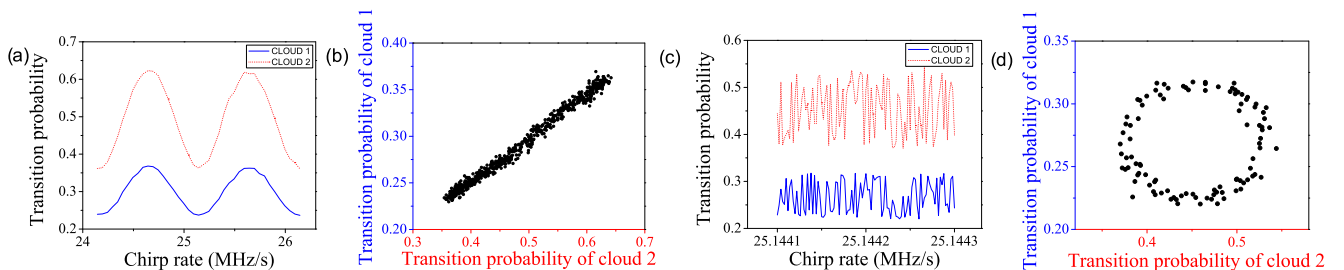 (a)
Transition probability
0.7
0.6
0.5
0.4
0.3
0.2
24
25
26
Chirp rate (MHz/s)
CLOUD 1
CLOUD 2
(b)
Transition probability of cloud 1
0.40
0.35
0.30
0.25
0.20
0.3
0.4
0.5
0.6
0.7
Transition probability of cloud 2
(c)
Transition probability
0.6
0.5
0.4
0.3
0.2
25.1441
25.1442
25.1443
Chirp rate (MHz/s)
CLOUD 1
CLOUD 2
(d)
Transition probability of cloud 1
0.35
0.30
0.25
0.20
0.4
0.5
Transition probability of cloud 2